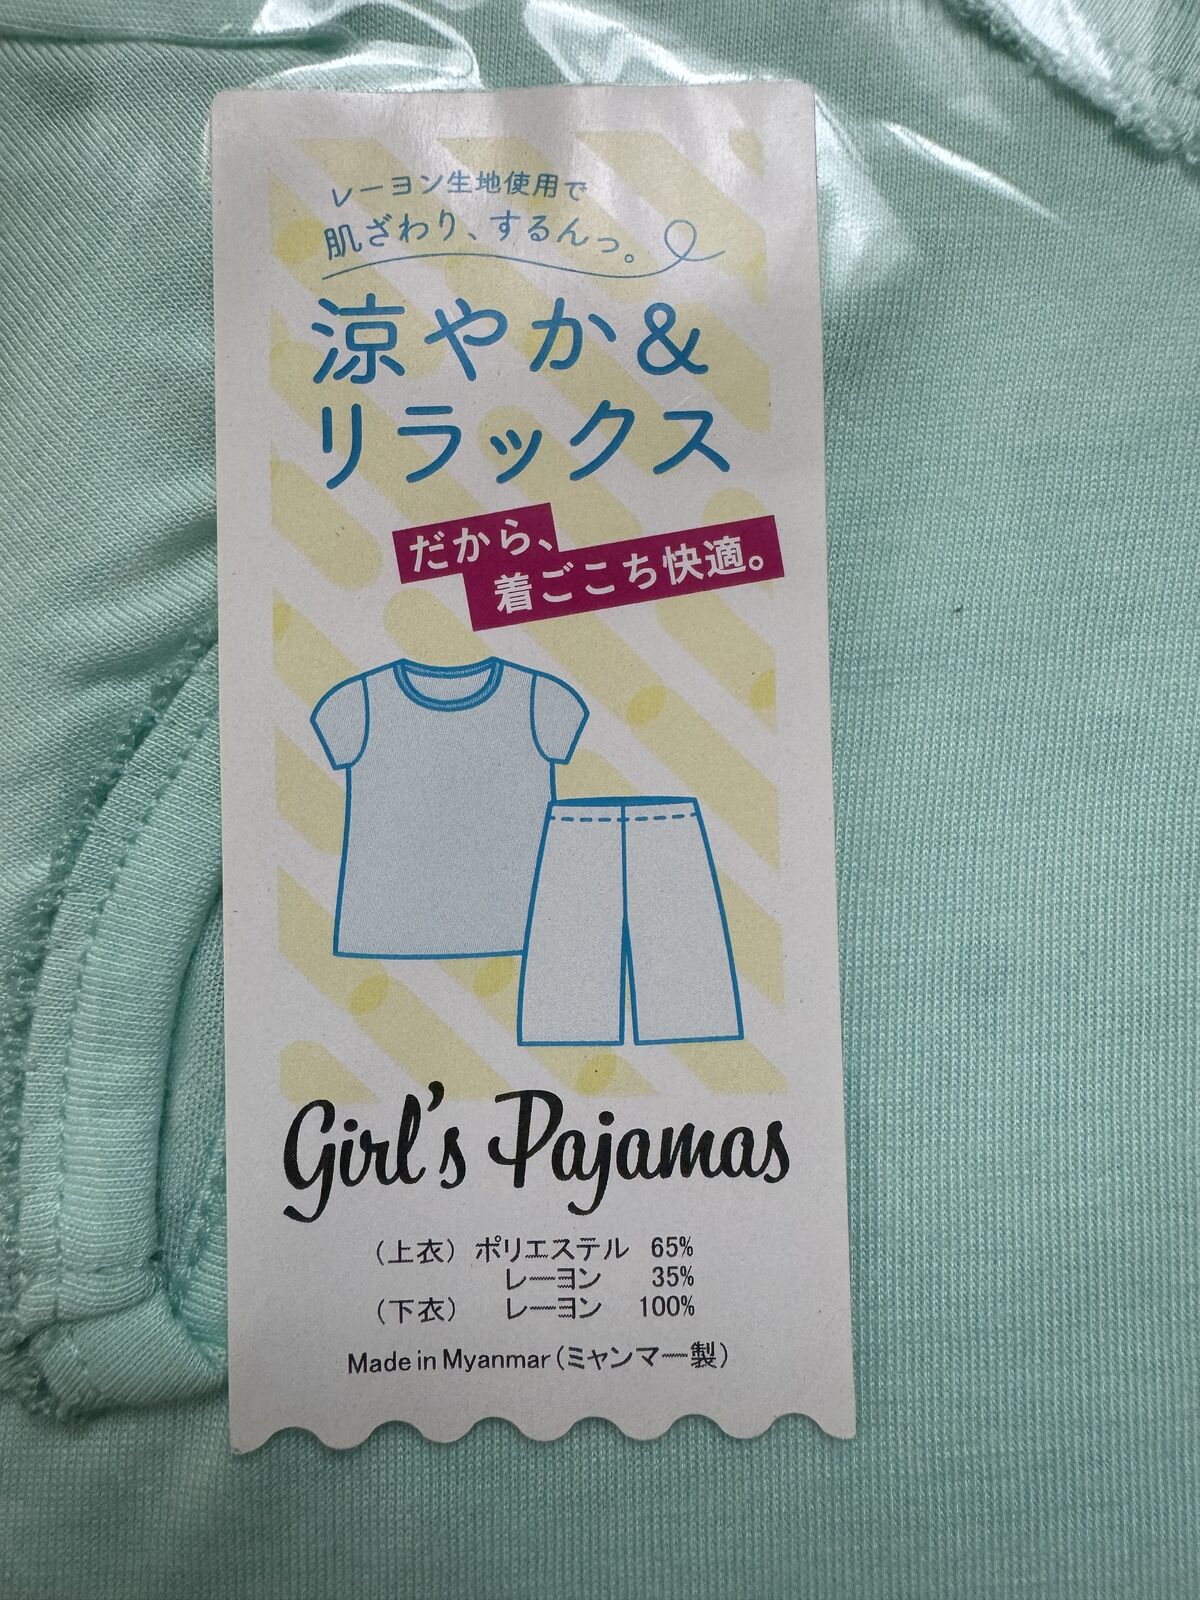 レーヨン生地使用で
肌ざわり、するんっ。
涼やか&
リラックス
だから、
着ごこち快適。
Girl's Pajamas
(上衣) ポリエステル 65%
レーヨン 35%
(下衣) レーヨン 100%
Made in Myanmar (ミャンマー製)